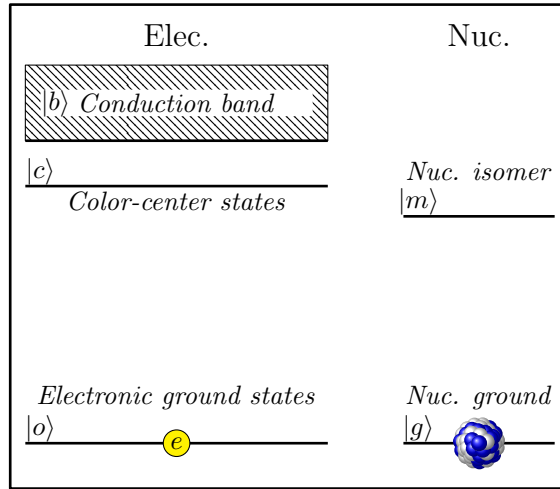 Elec.
Nuc.
|b⟩ Conduction band
|c⟩
Color-center states
Nuc. isomer
|m⟩
Electronic ground states
|o⟩
e
Nuc. ground
|g⟩